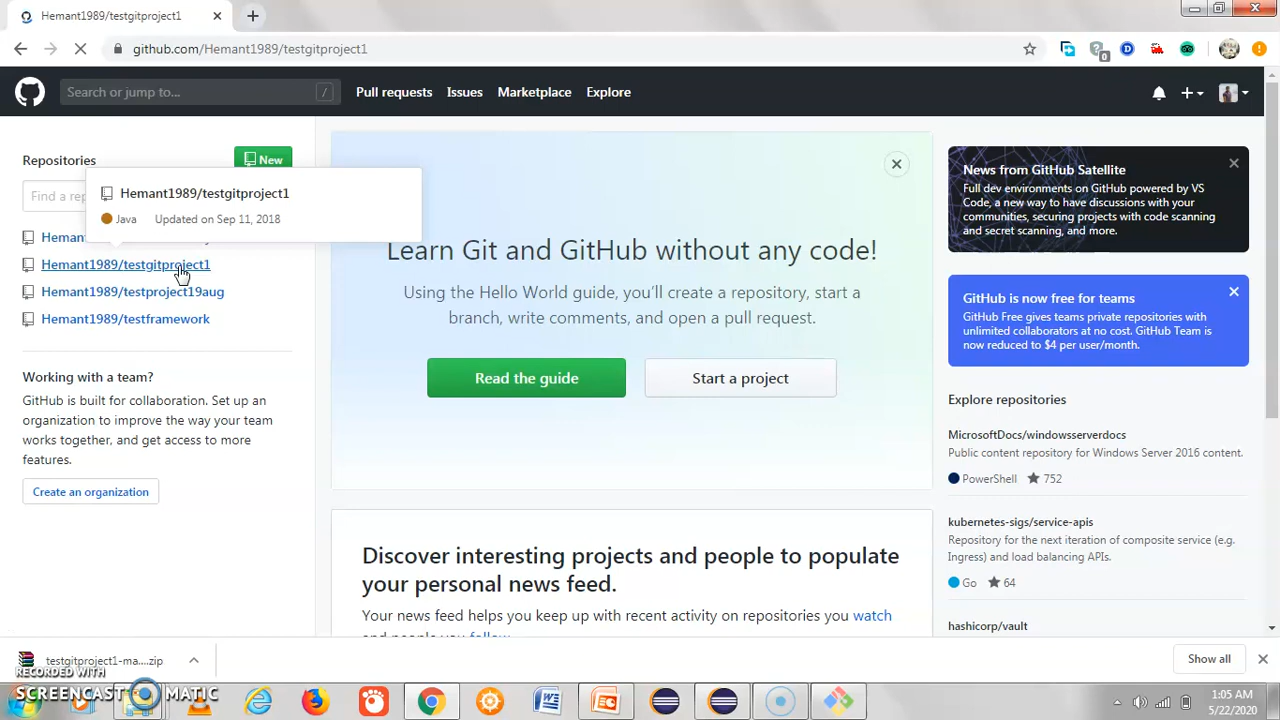 Hemant1989/testgitproject1
github.com/Hemant1989/testgitproject1
0
Search or jump to...
/
Pull requests
Issues
Marketplace
Explore
Repositories
New
Find a rep
Hemant1989/testgitproject1
Java
Updated on Sep 11, 2018
Heman
Hemant1989/testgitproject1
Hemant1989/testproject19aug
Hemant1989/testframework
Working with a team?
GitHub is built for collaboration. Set up an
organization to improve the way your team
works together, and get access to more
features.
Create an organization
Learn Git and GitHub without any code!
Using the Hello World guide, you’ll create a repository, start a
branch, write comments, and open a pull request.
Read the guide
Start a project
Discover interesting projects and people to populate
your personal news feed.
Your news feed helps you keep up with recent activity on repositories you watch
and people you follow
News from GitHub Satellite
Full dev environments on GitHub powered by VS
Code, a new way to have discussions with your
communities, securing projects with code scanning
and secret scanning, and more.
GitHub is now free for teams
GitHub Free gives teams private repositories with
unlimited collaborators at no cost. GitHub Team is
now reduced to $4 per user/month.
Explore repositories
MicrosoftDocs/windowsserverdocs
Public content repository for Windows Server 2016 content.
PowerShell
752
kubernetes-sigs/service-apis
Repository for the next iteration of composite service (e.g.
Ingress) and load balancing APIs.
Go
64
hashicorp/vault
testgitproject1-ma....zip
Show all
RECORDED WITH
SCREENCAST MATIC
1:05 AM
5/22/2020